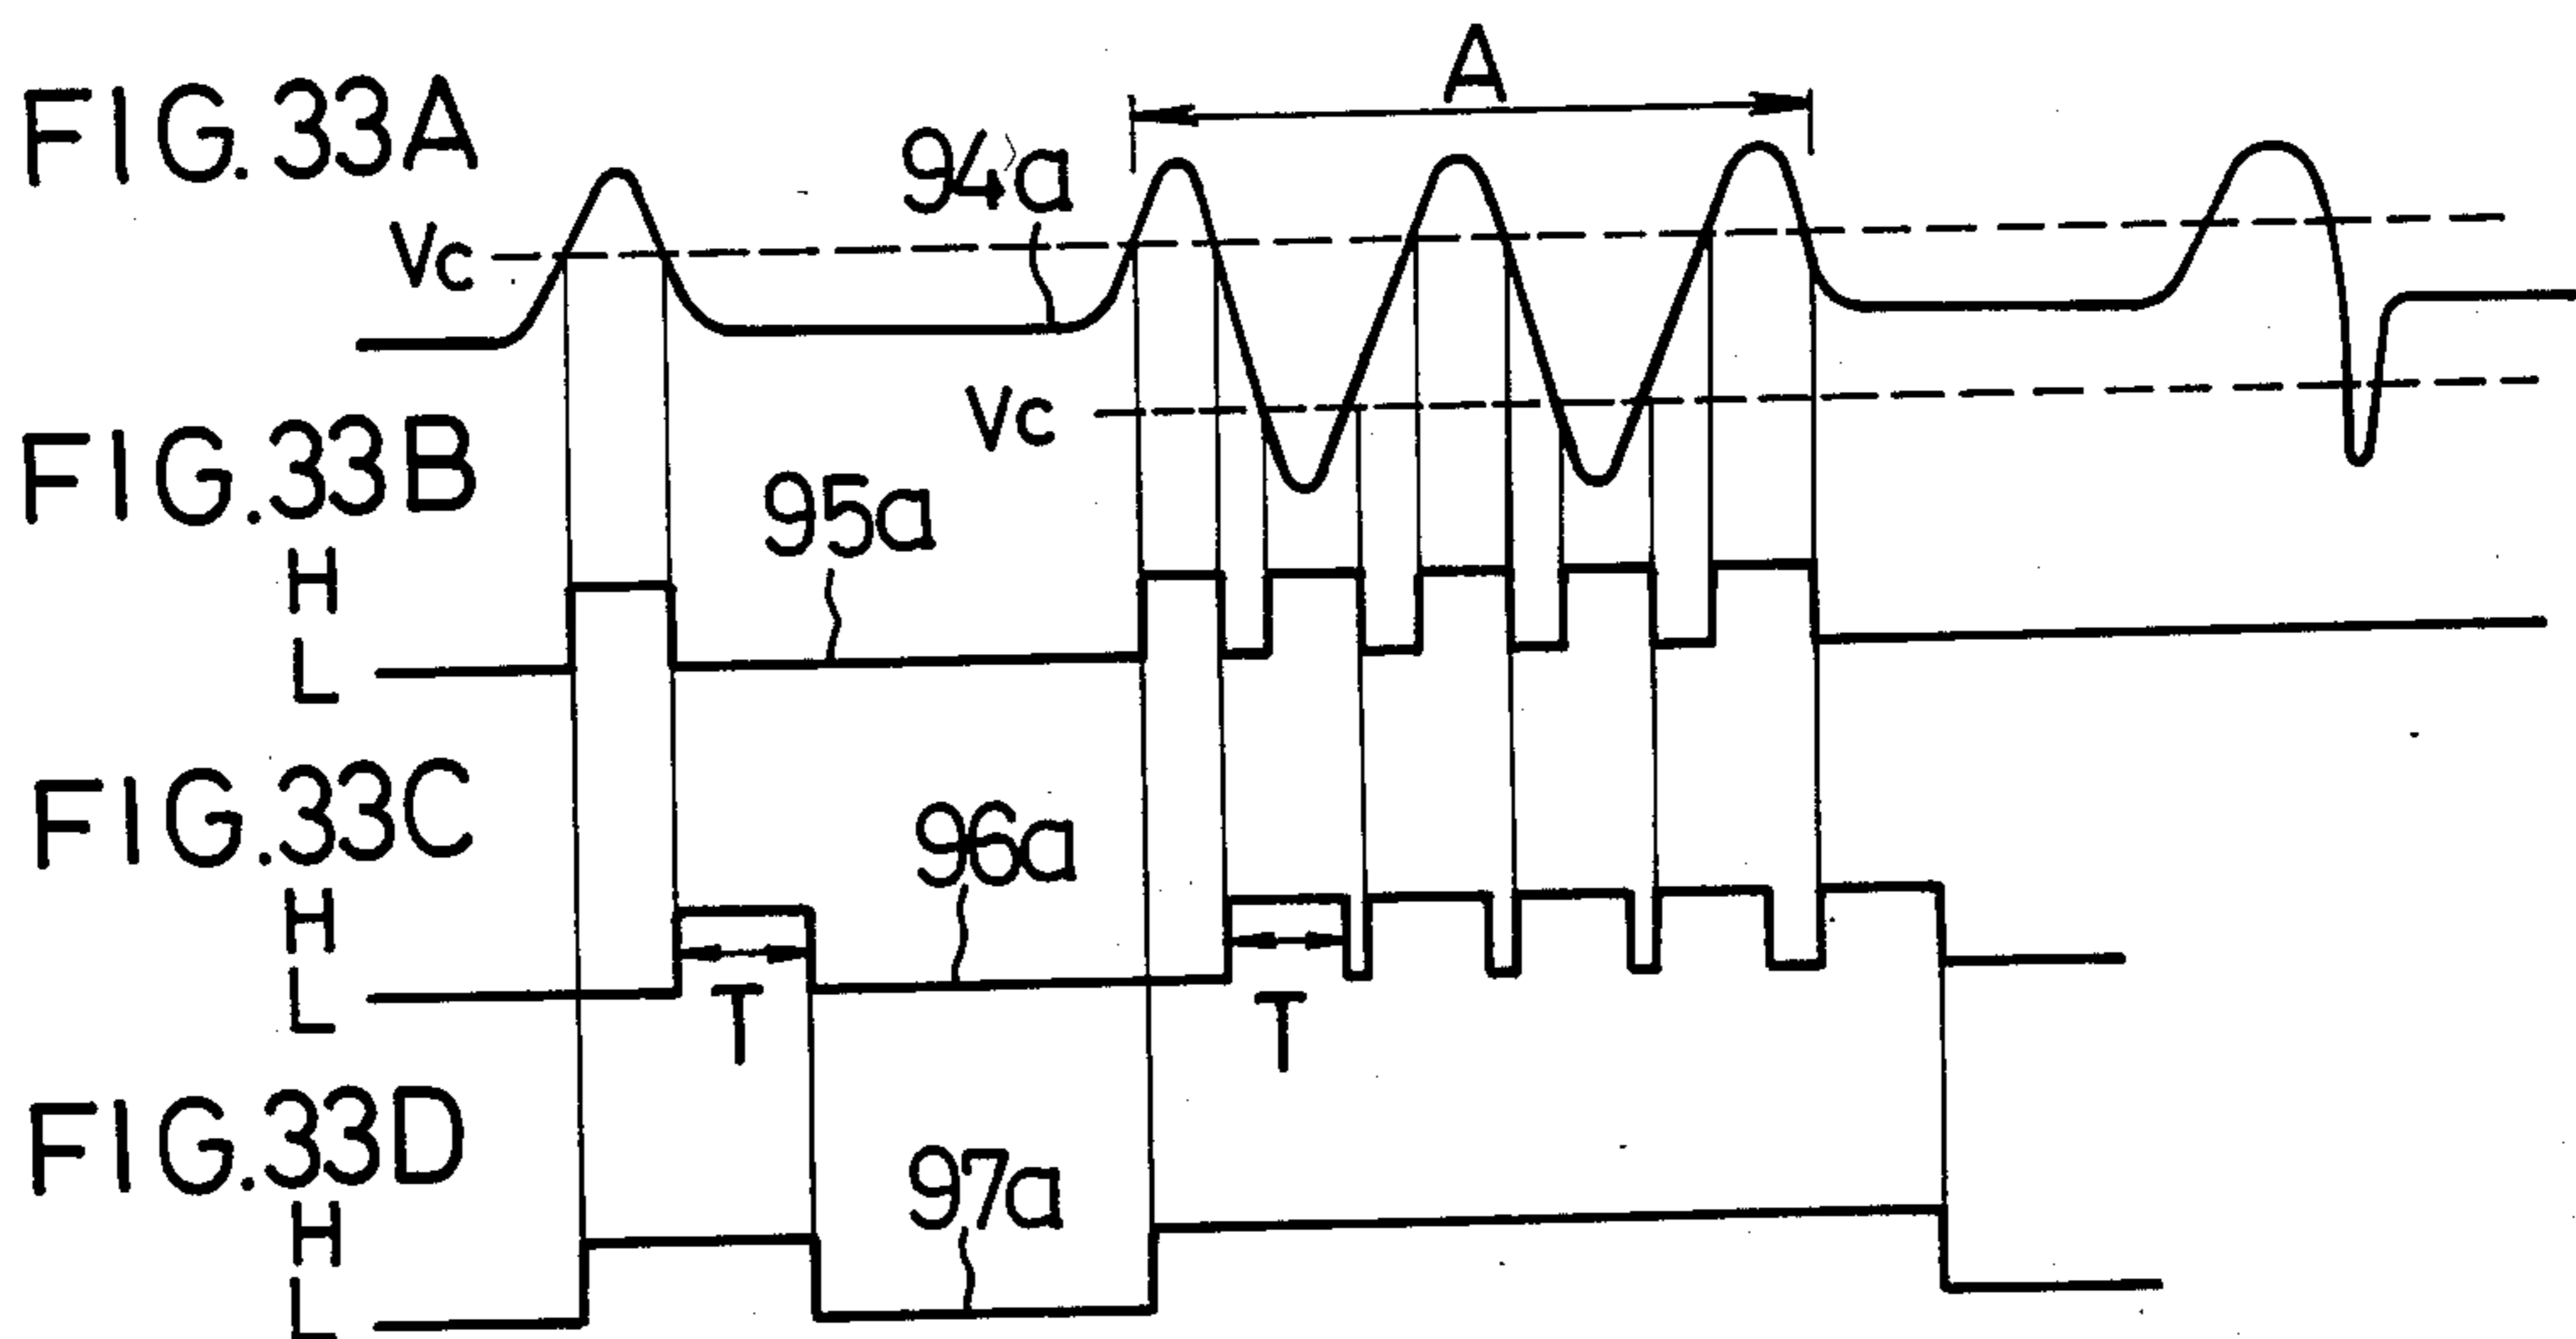 FIG. 33A
A
94a
Vc
Vc
FIG. 33B
95a
H
L
FIG. 33C
96a
H
L
T
T
FIG. 33D
97a
H
L